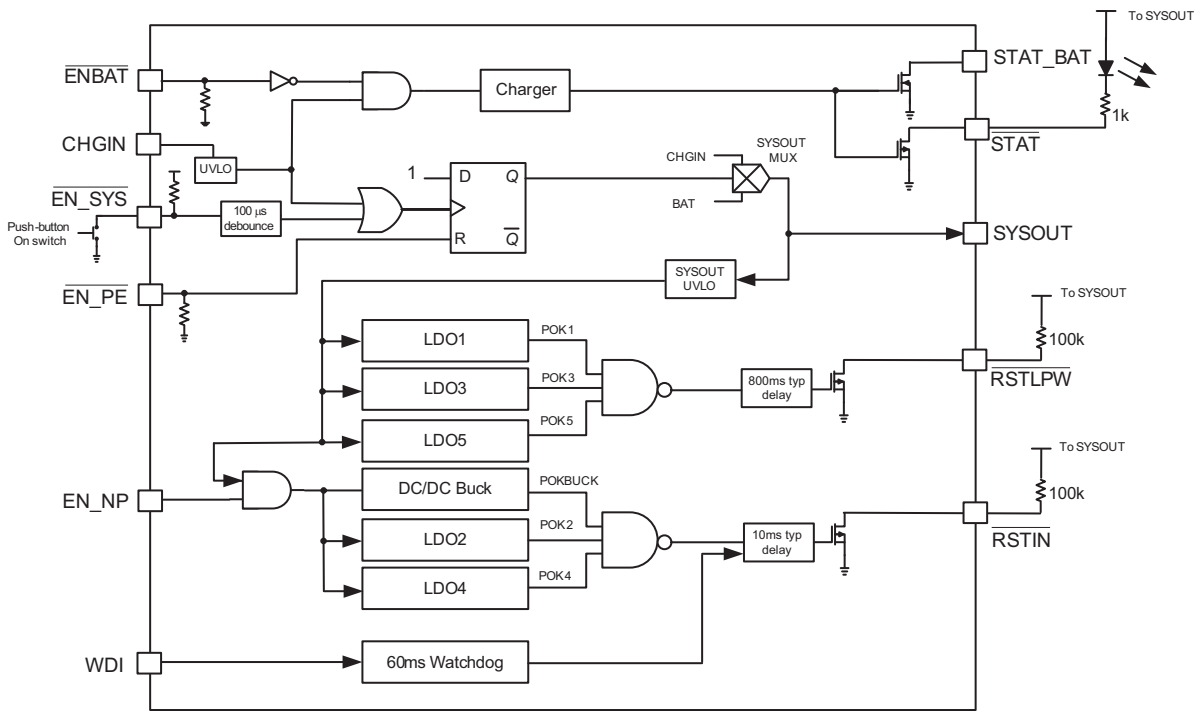 To SYSOUT
ENBAT
Charger
STAT_BAT
1k
STAT
CHGIN
UVLO
CHGIN
SYSOUT
MUX
BAT
1
D
Q
R
Q
EN_SYS
100 µs
debounce
Push-button
On switch
SYSOUT
EN_PE
SYSOUT
UVLO
To SYSOUT
100k
LDO1
POK1
LDO3
POK3
LDO5
POK5
800ms typ
delay
RSTLPW
To SYSOUT
100k
EN_NP
DC/DC Buck
POKBUCK
LDO2
POK2
LDO4
POK4
10ms typ
delay
RSTIN
WDI
60ms Watchdog